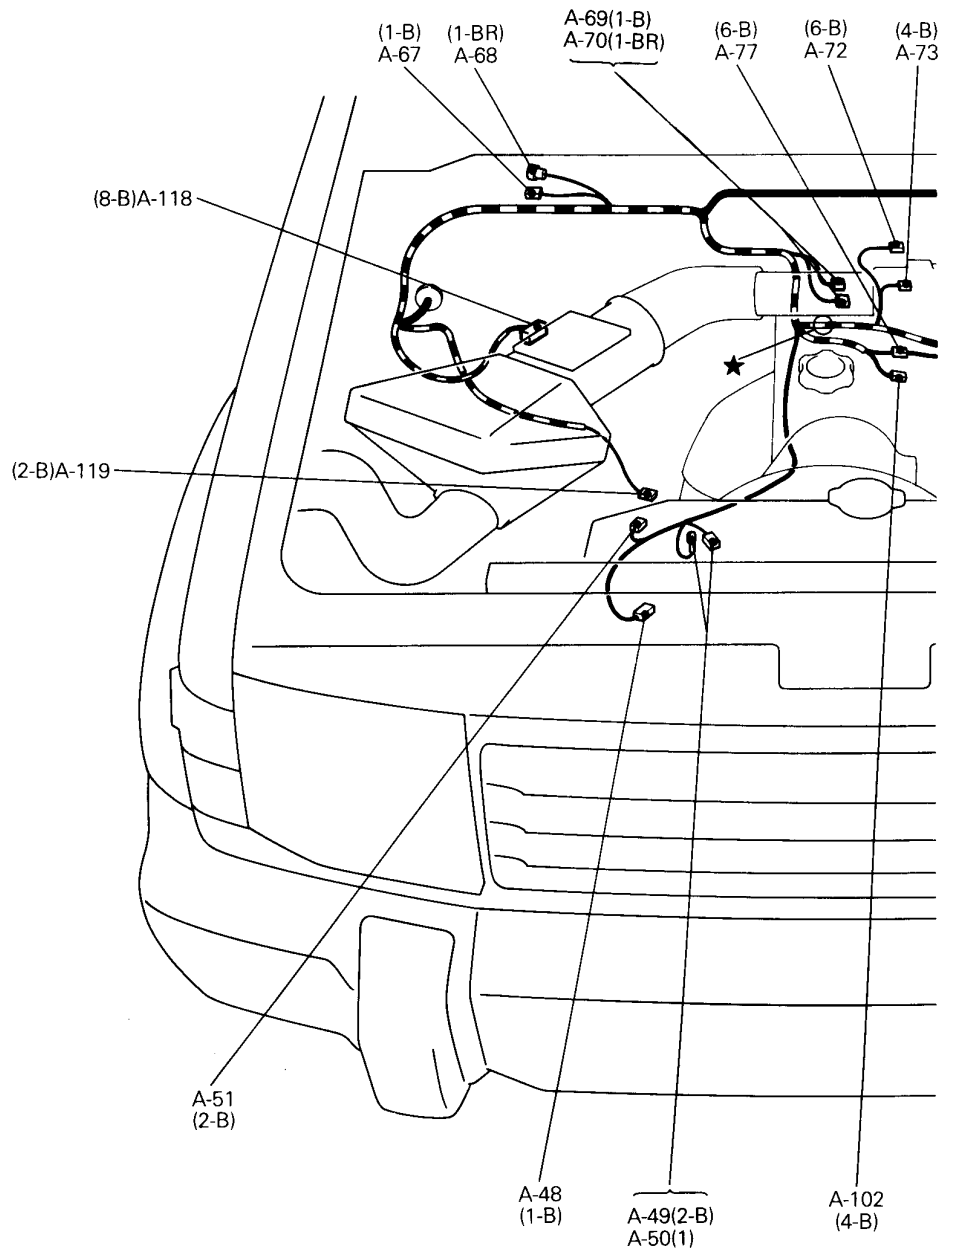 (1-B)
A-67
(1-BR)
A-68
A-69(1-B)
A-70(1-BR)
(6-B)
A-77
(6-B)
A-72
(4-B)
A-73
(8-B)A-118
(2-B)A-119
A-51
(2-B)
A-48
(1-B)
A-49(2-B)
A-50(1)
A-102
(4-B)